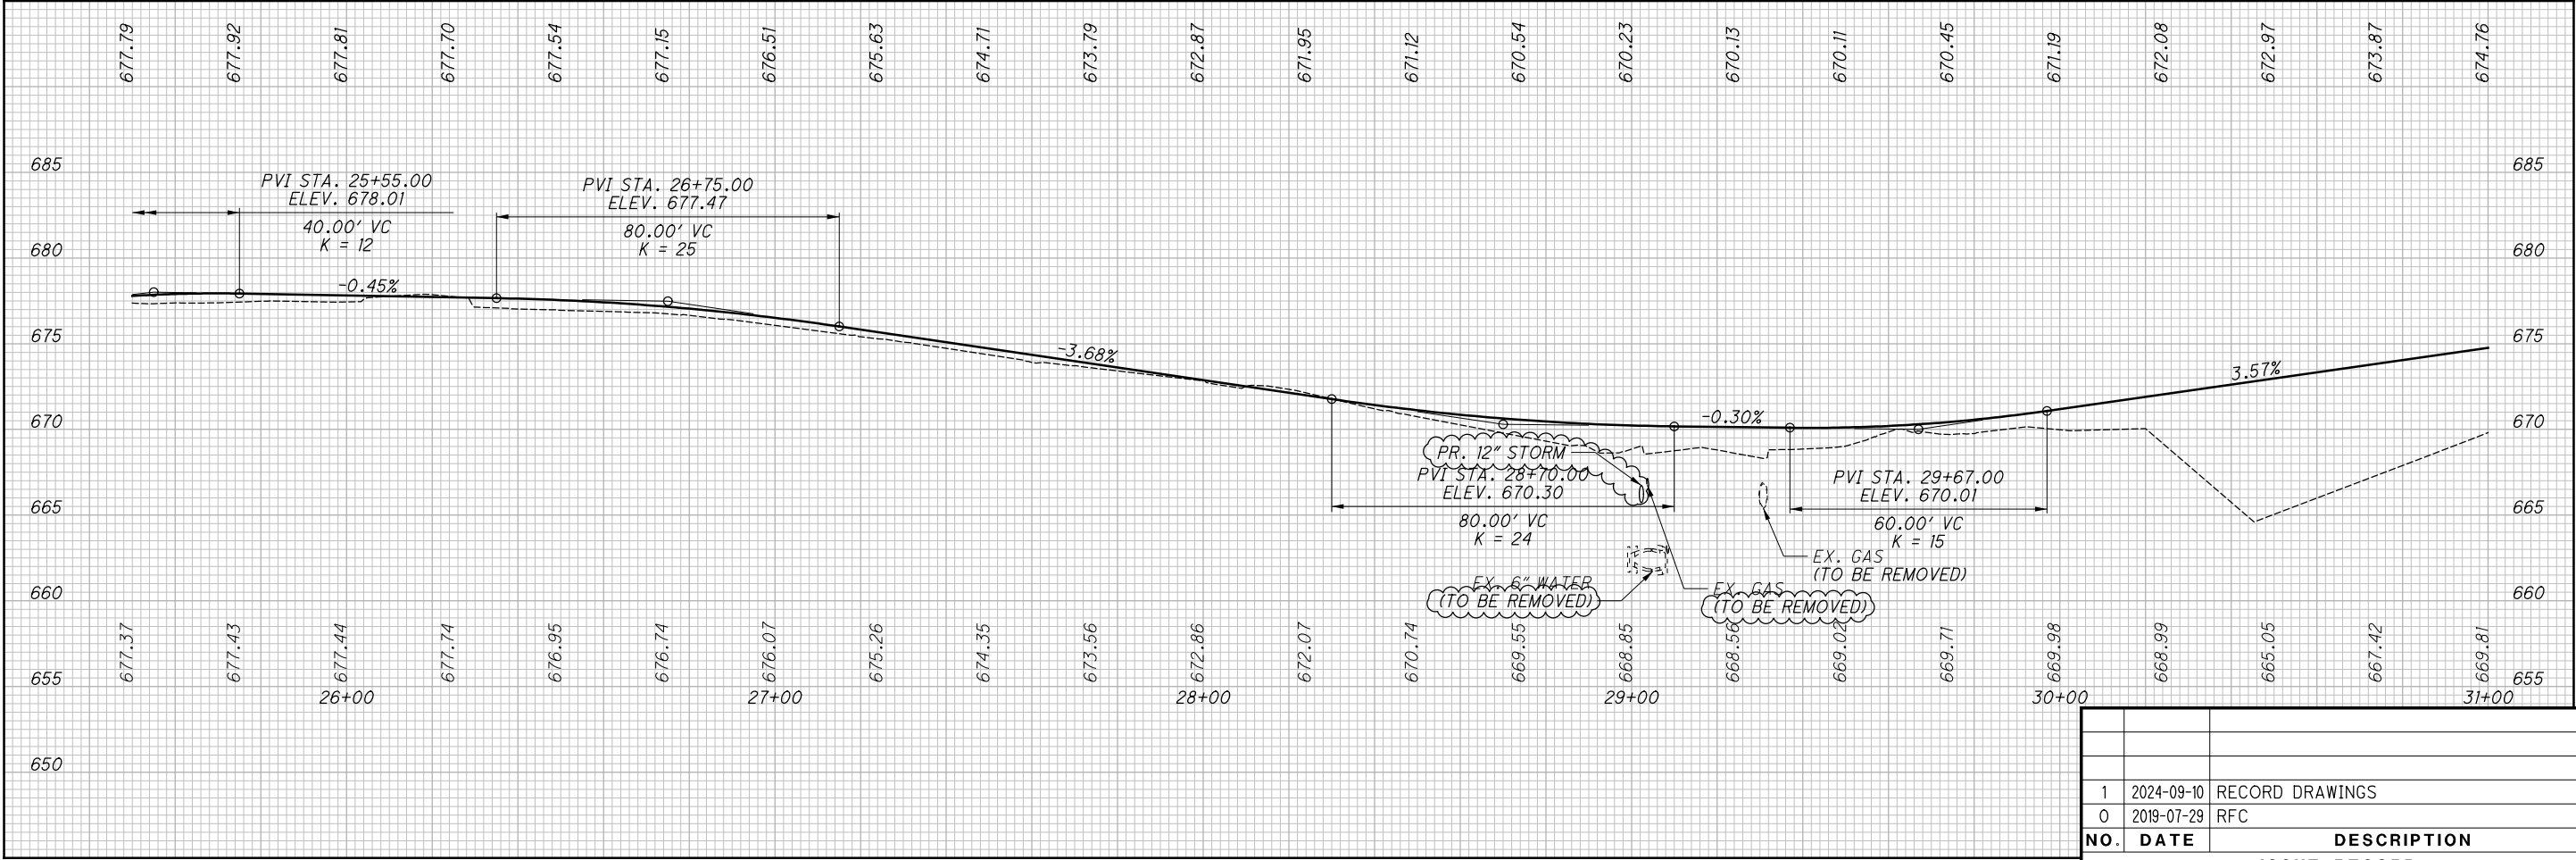 677.79 677.92 677.81 677.70 677.54 677.15 676.51 675.63 674.71 673.79 672.87 671.95 671.12 670.54 670.23 670.13 670.11 670.45 671.19 672.08 672.97 673.87 674.76
685 685
PVI STA. 25+55.00
ELEV. 678.01
40.00' VC
K = 12
PVI STA. 26+75.00
ELEV. 677.47
80.00' VC
K = 25
680 680
-0.45%
675 675
-3.68%
3.57%
670 670
-0.30%
PR. 12" STORM
PVI STA. 28+70.00
ELEV. 670.30
80.00' VC
K = 24
PVI STA. 29+67.00
ELEV. 670.01
60.00' VC
K = 15
665 665
EX. GAS
(TO BE REMOVED)
EX. 6" WATER
(TO BE REMOVED)
EX. GAS
(TO BE REMOVED)
660 660
677.37 677.43 677.44 677.74 676.95 676.74 676.07 675.26 674.35 673.56 672.86 672.07 670.74 669.55 668.85 668.56 669.02 669.71 669.98 668.99 665.05 667.42 669.81
655 655
26+00 27+00 28+00 29+00 30+00 31+00
650
1 2024-09-10 RECORD DRAWINGS
0 2019-07-29 RFC
NO. DATE DESCRIPTION